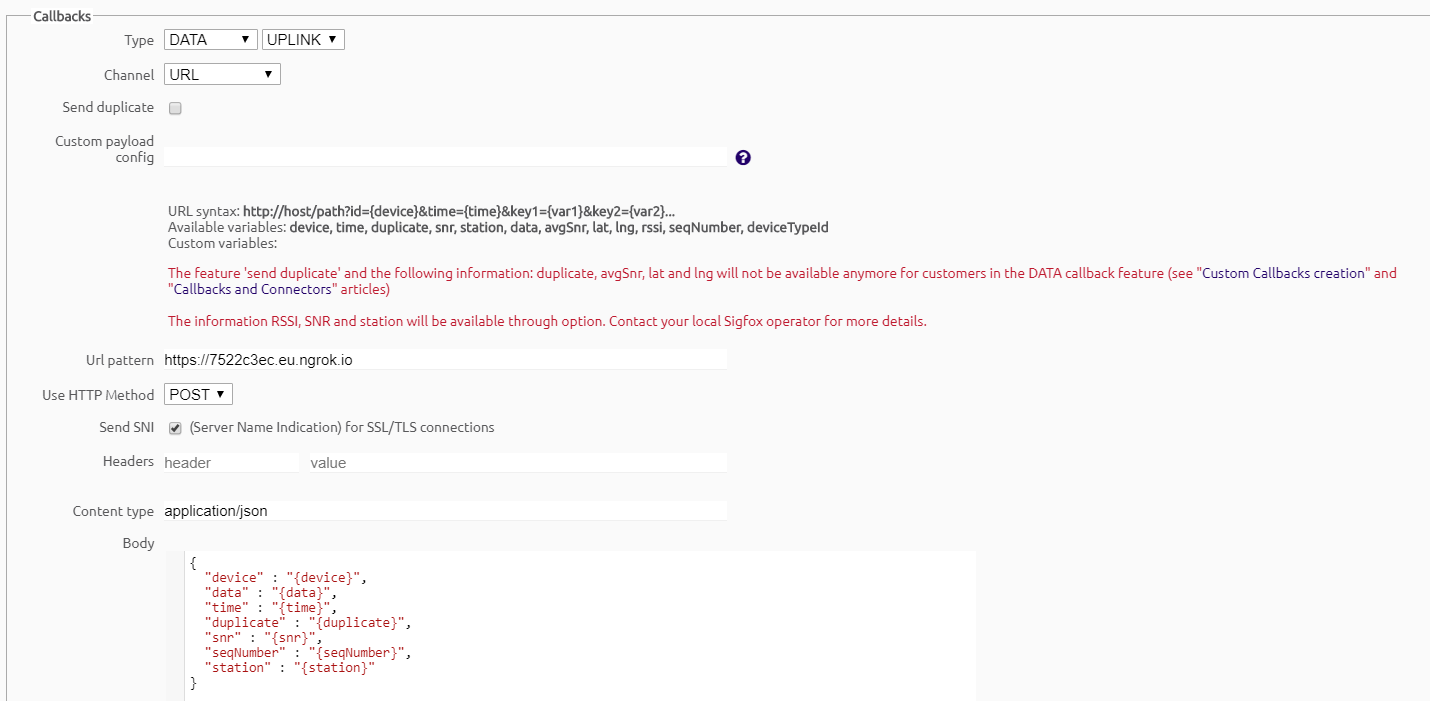 Callbacks
Type DATA UPLINK
Channel URL
Send duplicate
Custom payload
config
?
URL syntax: http://host/path?id={device}&time={time}&key1={var1}&key2={var2}...
Available variables: device, time, duplicate, snr, station, data, avgSnr, lat, lng, rssi, seqNumber, deviceTypeId
Custom variables:
The feature 'send duplicate' and the following information: duplicate, avgSnr, lat and lng will not be available anymore for customers in the DATA callback feature (see "Custom Callbacks creation" and
"Callbacks and Connectors" articles)
The information RSSI, SNR and station will be available through option. Contact your local Sigfox operator for more details.
Url pattern https://7522c3ec.eu.ngrok.io
Use HTTP Method POST
Send SNI (Server Name Indication) for SSL/TLS connections
Headers header value
Content type application/json
Body
{
"device" : "{device}",
"data" : "{data}",
"time" : "{time}",
"duplicate" : "{duplicate}",
"snr" : "{snr}",
"seqNumber" : "{seqNumber}",
"station" : "{station}"
}